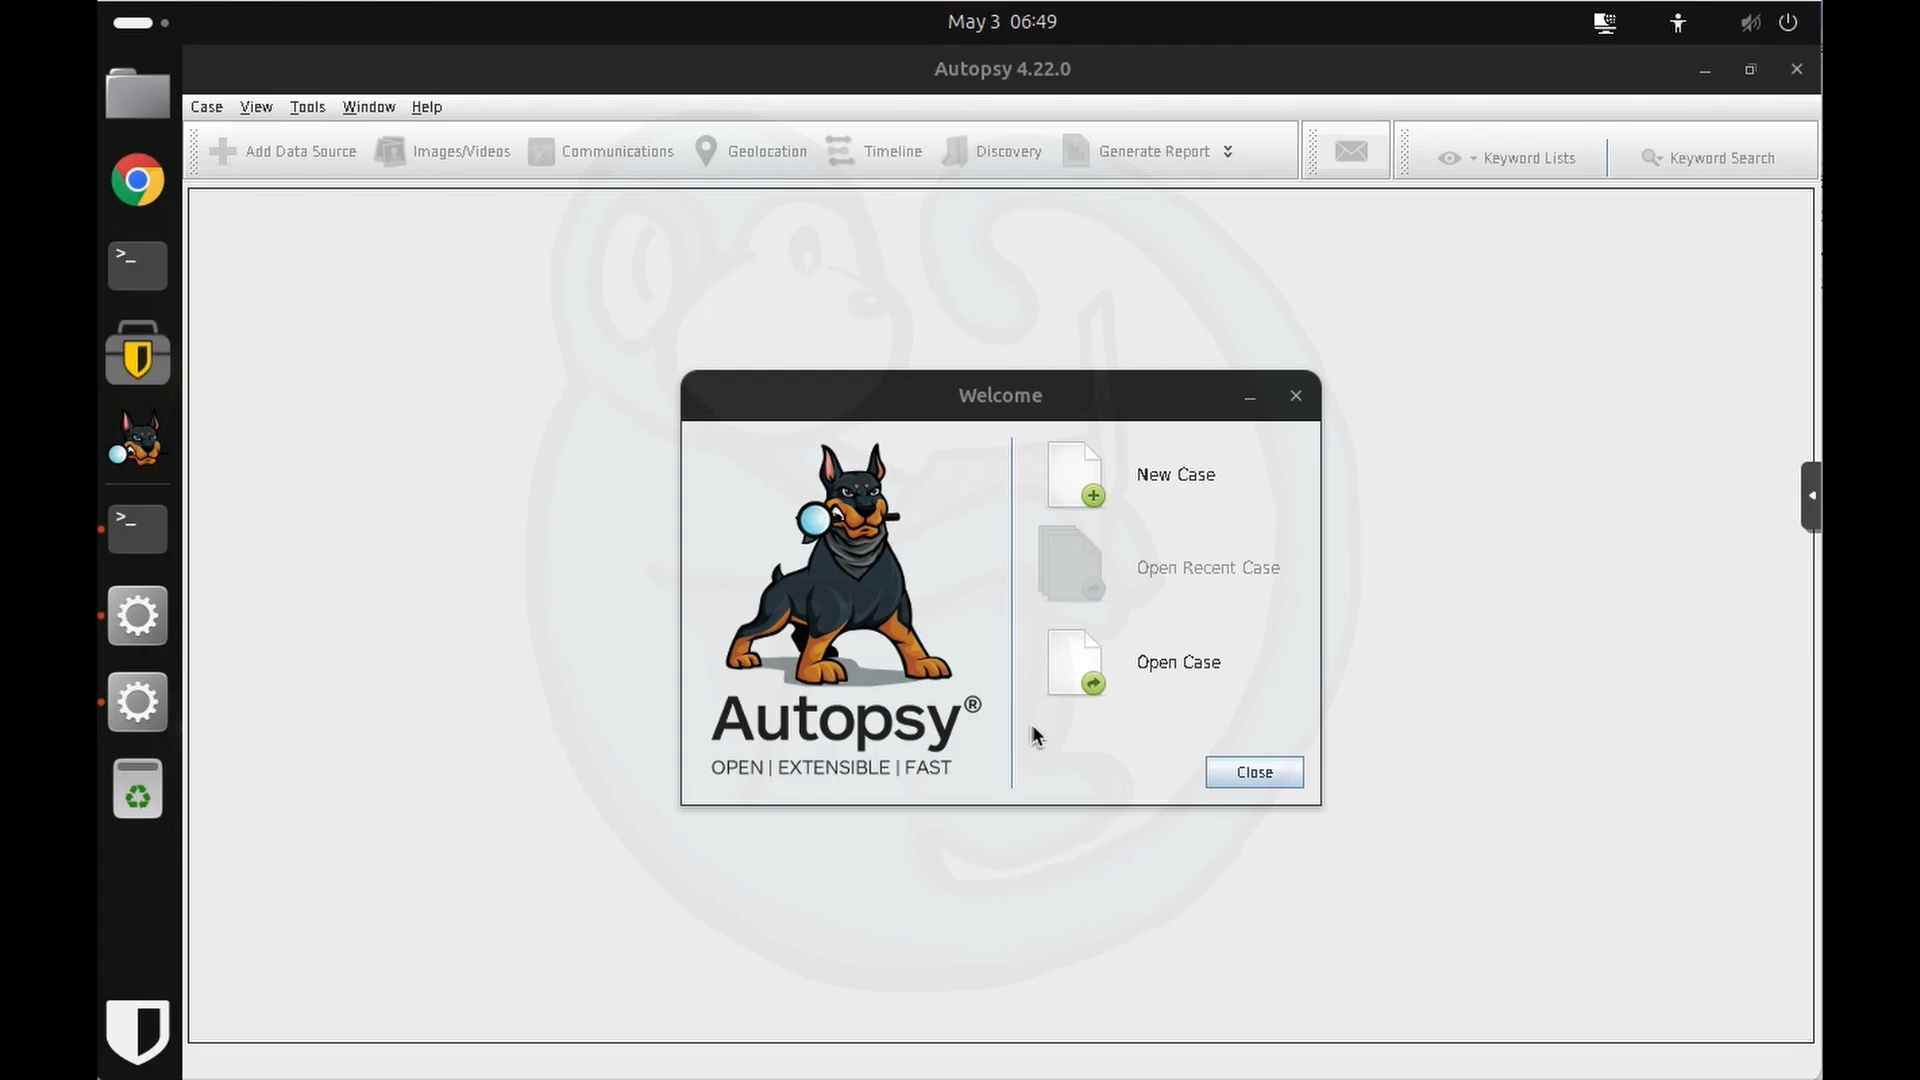 May 3 06:49
Autopsy 4.22.0
Case View Tools Window Help
Add Data Source Images/Videos Communications Geolocation Timeline Discovery Generate Report Keyword Lists Keyword Search
Welcome
New Case
Open Recent Case
Open Case
Autopsy®
OPEN | EXTENSIBLE | FAST
Close
>_
>_